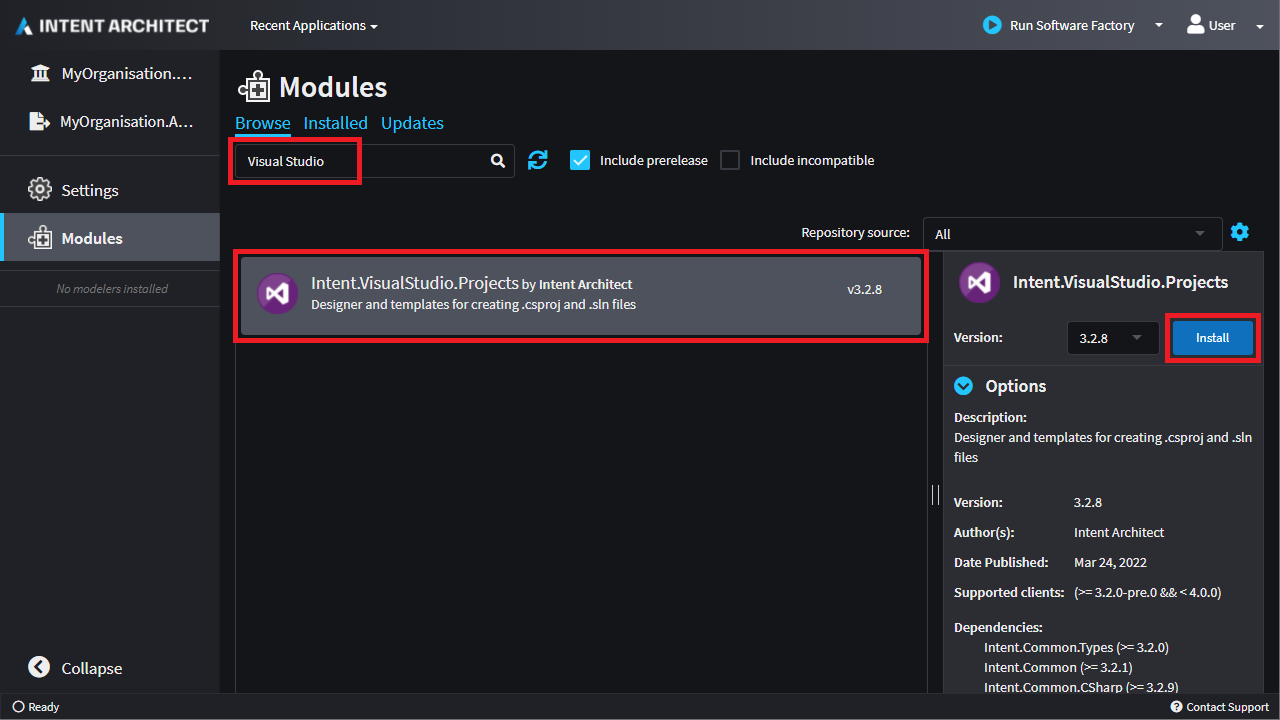 INTENT ARCHITECT
Recent Applications
Run Software Factory
User
MyOrganisation....
MyOrganisation.A...
Settings
Modules
No modelers installed
Collapse
Modules
Browse Installed Updates
Visual Studio
Include prerelease
Include incompatible
Repository source: All
Intent.VisualStudio.Projects by Intent Architect
Designer and templates for creating .csproj and .sln files
v3.2.8
Intent.VisualStudio.Projects
Version: 3.2.8 Install
Options
Description:
Designer and templates for creating .csproj and .sln
files
Version: 3.2.8
Author(s): Intent Architect
Date Published: Mar 24, 2022
Supported clients: (>= 3.2.0-pre.0 && < 4.0.0)
Dependencies:
Intent.Common.Types (>= 3.2.0)
Intent.Common (>= 3.2.1)
Intent.Common.CSharp (>= 3.2.9)
Ready
Contact Support